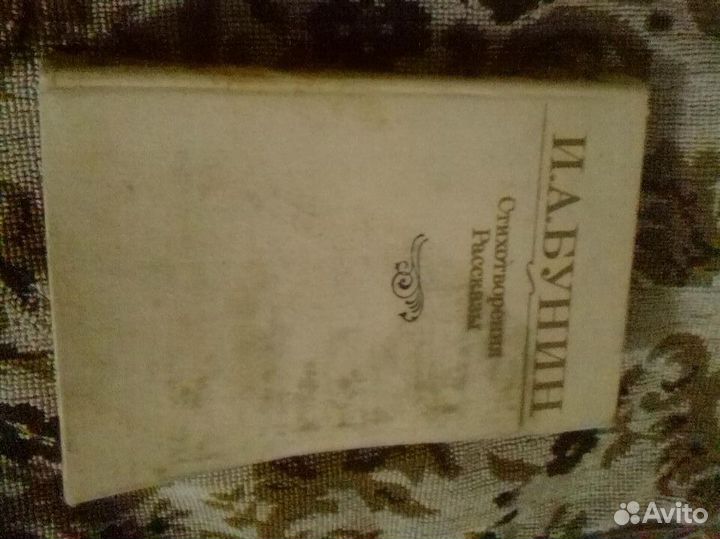 И.А.БУНИН
Стихотворения
Рассказы
Avito